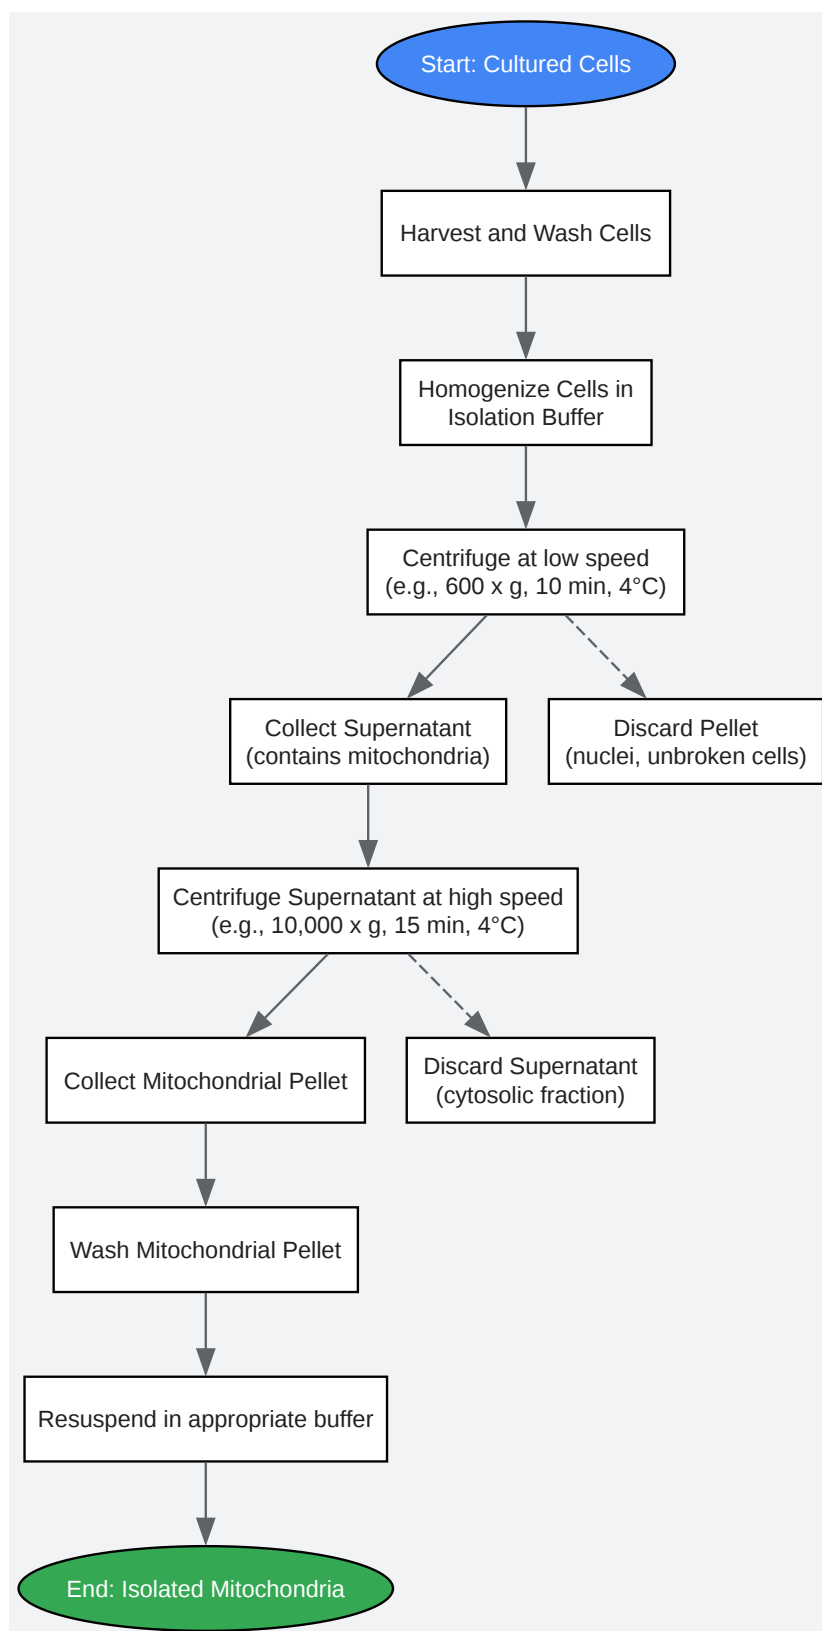 Start: Cultured Cells
Harvest and Wash Cells
Homogenize Cells in
Isolation Buffer
Centrifuge at low speed
(e.g., 600 x g, 10 min, 4°C)
Collect Supernatant
(contains mitochondria)
Discard Pellet
(nuclei, unbroken cells)
Centrifuge Supernatant at high speed
(e.g., 10,000 x g, 15 min, 4°C)
Collect Mitochondrial Pellet
Discard Supernatant
(cytosolic fraction)
Wash Mitochondrial Pellet
Resuspend in appropriate buffer
End: Isolated Mitochondria